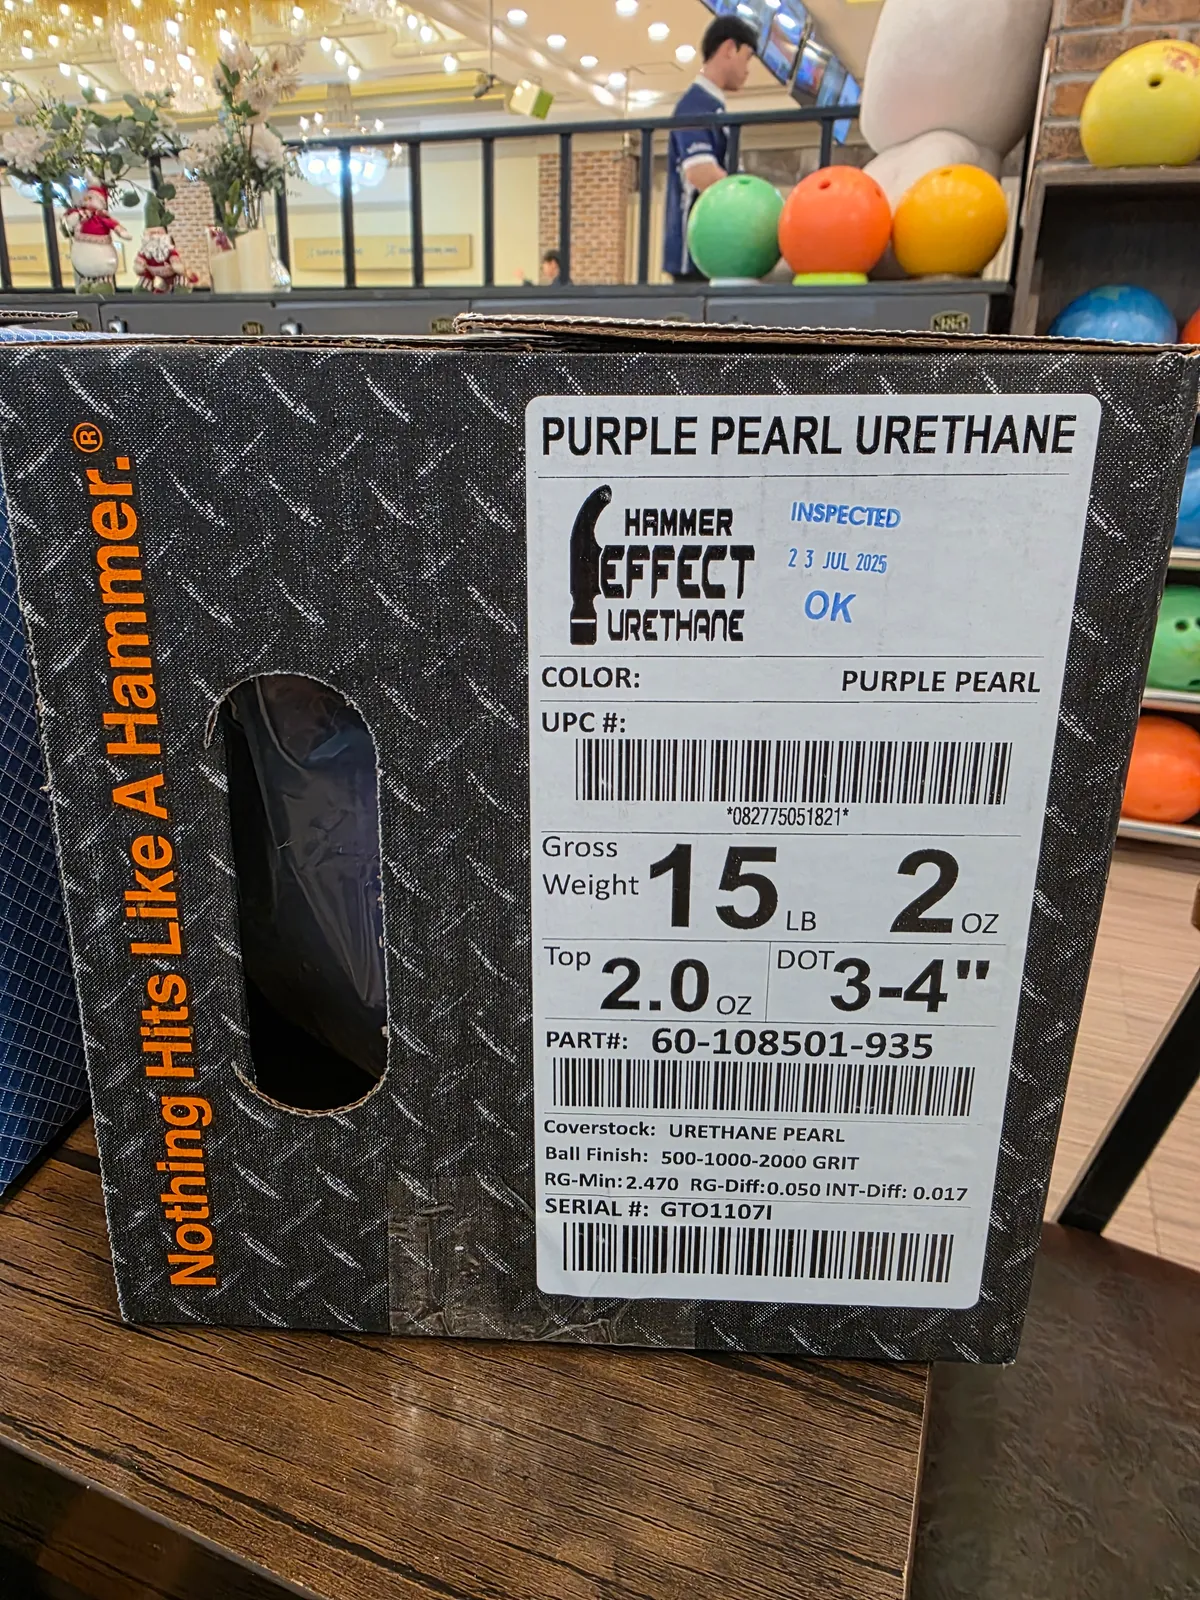 Nothing Hits Like A Hammer.®
PURPLE PEARL URETHANE
HAMMER
EFFECT
URETHANE
INSPECTED
23 JUL 2025
OK
COLOR: PURPLE PEARL
UPC #:
*082775051821*
Gross Weight 15 LB 2 OZ
Top 2.0 OZ DOT 3-4"
PART#: 60-108501-935
Coverstock: URETHANE PEARL
Ball Finish: 500-1000-2000 GRIT
RG-Min: 2.470 RG-Diff: 0.050 INT-Diff: 0.017
SERIAL #: GTO1107I